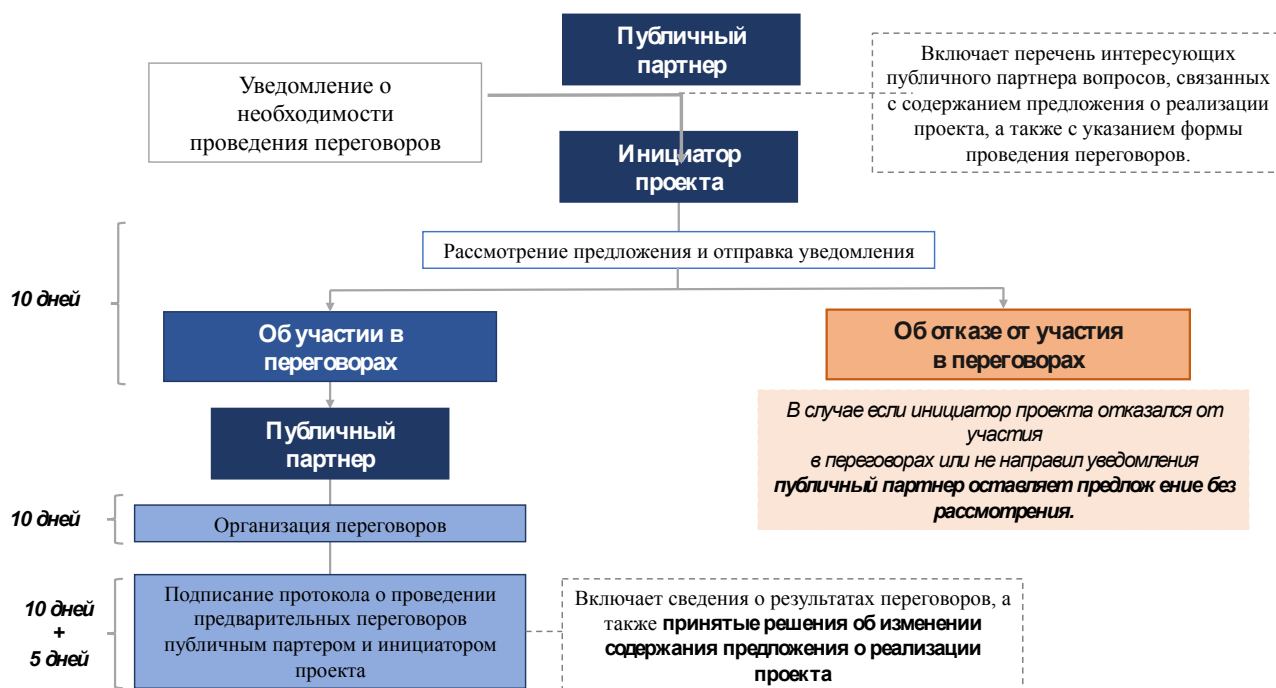 Публичный
партнер
Включает перечень интересующих
публичного партнера вопросов, связанных
с содержанием предложения о реализации
проекта, а также с указанием формы
проведения переговоров.
Уведомление о
необходимости
проведения переговоров
Инициатор
проекта
Рассмотрение предложения и отправка уведомления
10 дней
Об участии в
переговорах
Об отказе от участия
в переговорах
В случае если инициатор проекта отказался от
участия
в переговорах или не направил уведомления
публичный партнер оставляет предложение без
рассмотрения.
Публичный
партнер
10 дней
Организация переговоров
10 дней
+
5 дней
Подписание протокола о проведении
предварительных переговоров
публичным партером и инициатором
проекта
Включает сведения о результатах переговоров, а
также принятые решения об изменении
содержания предложения о реализации
проекта